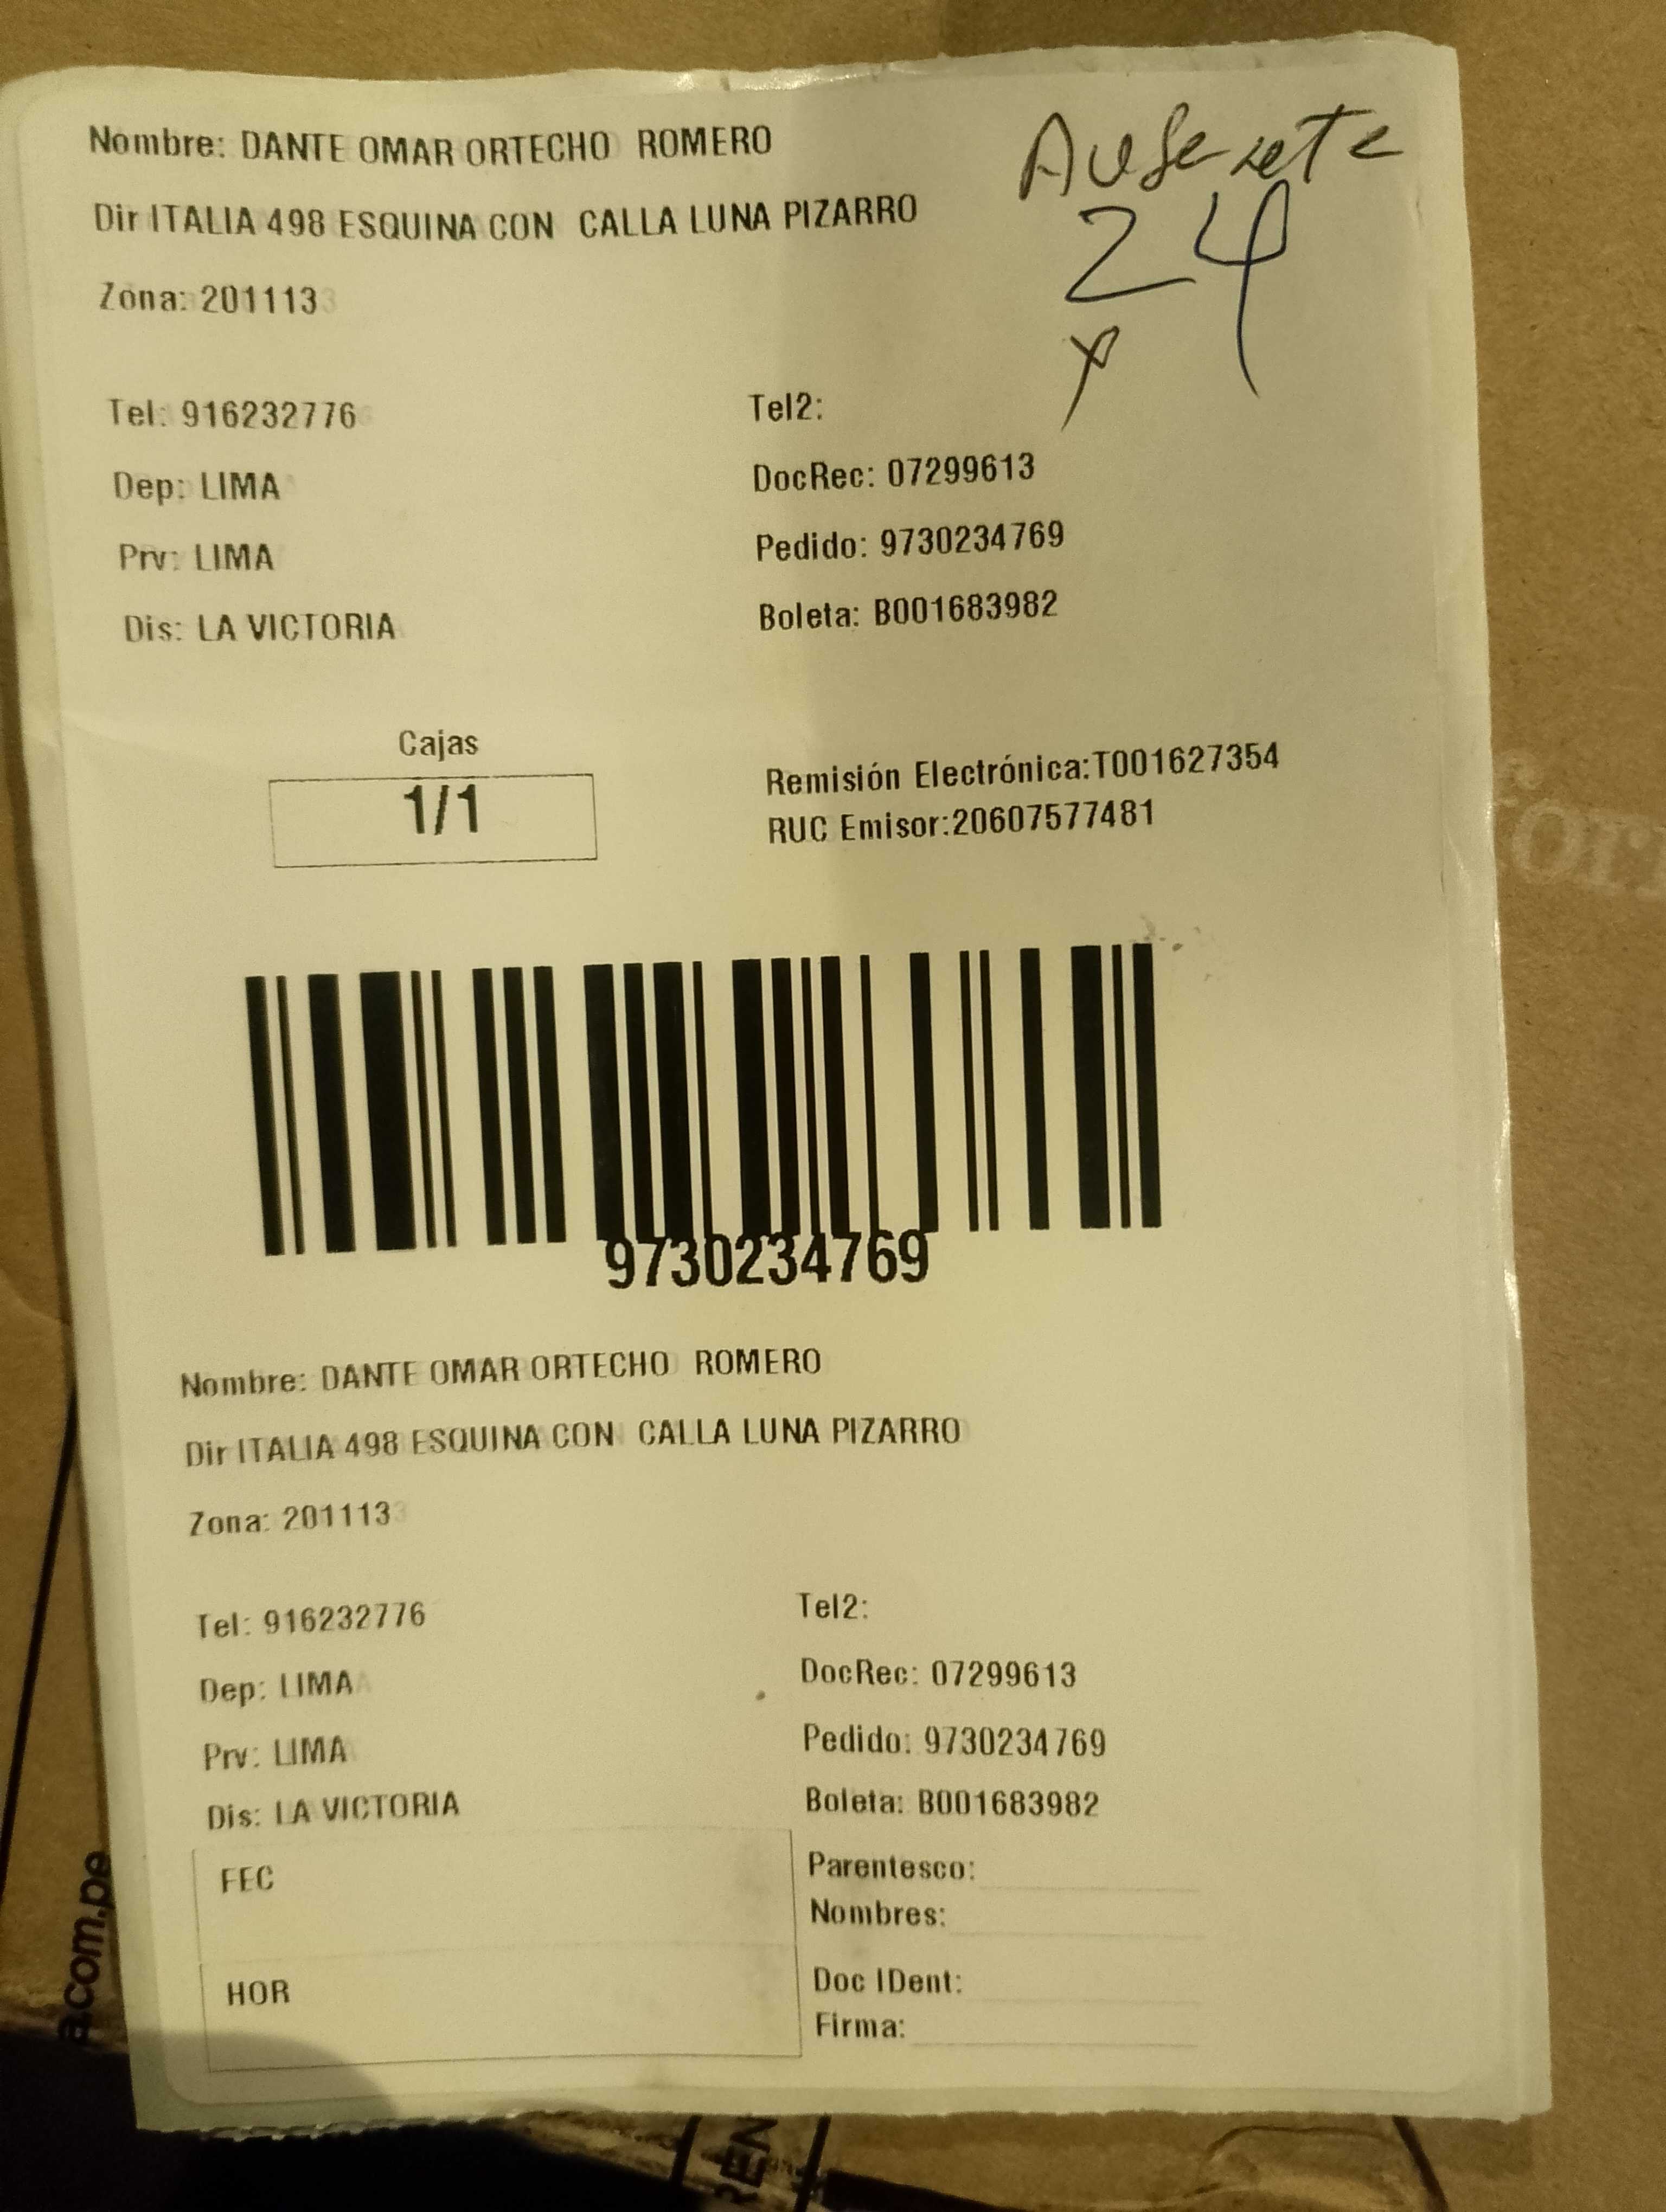 Nombre: DANTE OMAR ORTECHO ROMERO
Ausente
24
Dir ITALIA 498 ESQUINA CON CALLA LUNA PIZARRO
Zona: 201113
Tel: 916232776
Tel2:
Dep: LIMA
DocRec: 07299613
Prv: LIMA
Pedido: 9730234769
Dis: LA VICTORIA
Boleta: B001683982
Cajas
1/1
Remisión Electrónica:T001627354
RUC Emisor:20607577481
9730234769
Nombre: DANTE OMAR ORTECHO ROMERO
Dir ITALIA 498 ESQUINA CON CALLA LUNA PIZARRO
Zona: 201113
Tel: 916232776
Tel2:
Dep: LIMA
DocRec: 07299613
Prv: LIMA
Pedido: 9730234769
Dis: LA VICTORIA
Boleta: B001683982
FEC
Parentesco:
Nombres:
HOR
Doc IDent:
Firma:
a.com.pe